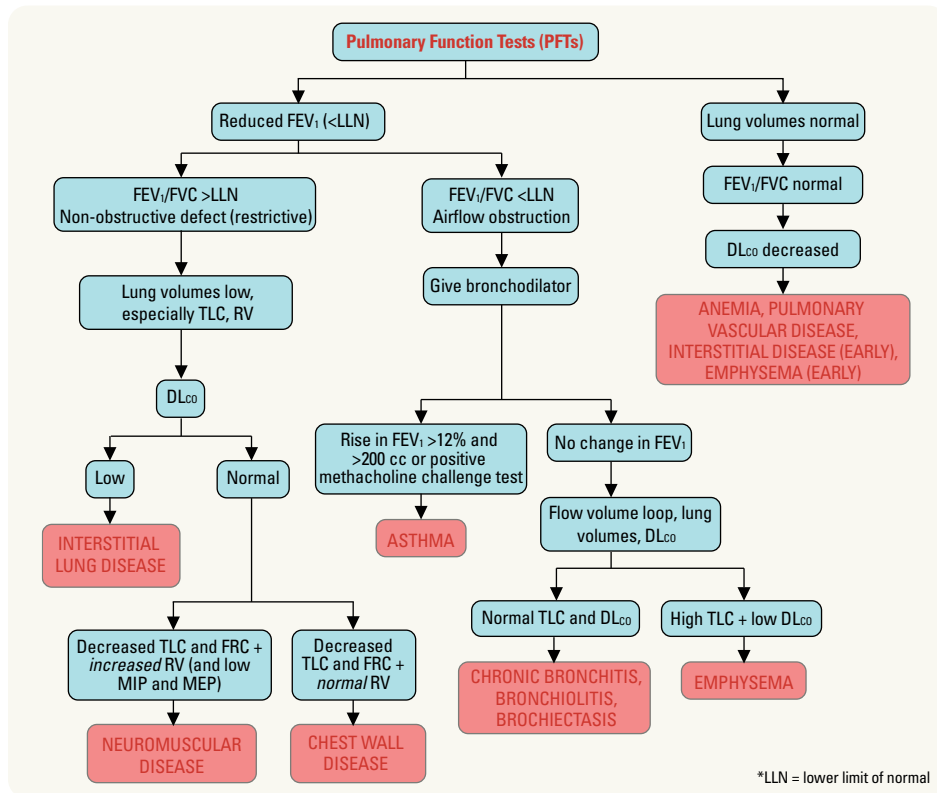 Pulmonary Function Tests (PFTs)
Reduced FEV₁ (<LLN)
Lung volumes normal
FEV₁/FVC >LLN
Non-obstructive defect (restrictive)
FEV₁/FVC <LLN
Airflow obstruction
FEV₁/FVC normal
DLco decreased
Lung volumes low,
especially TLC, RV
Give bronchodilator
ANEMIA, PULMONARY
VASCULAR DISEASE,
INTERSTITIAL DISEASE (EARLY),
EMPHYSEMA (EARLY)
DLco
Low
Normal
Rise in FEV₁ >12% and
>200 cc or positive
methacholine challenge test
No change in FEV₁
INTERSTITIAL
LUNG DISEASE
ASTHMA
Flow volume loop, lung
volumes, DLco
Decreased TLC and FRC +
increased RV (and low
MIP and MEP)
Decreased
TLC and FRC +
normal RV
Normal TLC and DLco
High TLC + low DLco
NEUROMUSCULAR
DISEASE
CHEST WALL
DISEASE
CHRONIC BRONCHITIS,
BRONCHIOLITIS,
BROCHIECTASIS
EMPHYSEMA
*LLN = lower limit of normal